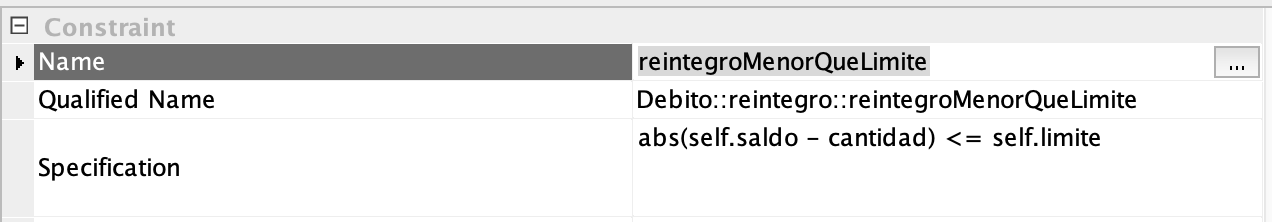 Constraint
Name reintegroMenorQueLimite ...
Qualified Name Debito::reintegro::reintegroMenorQueLimite
Specification abs(self.saldo - cantidad) <= self.limite